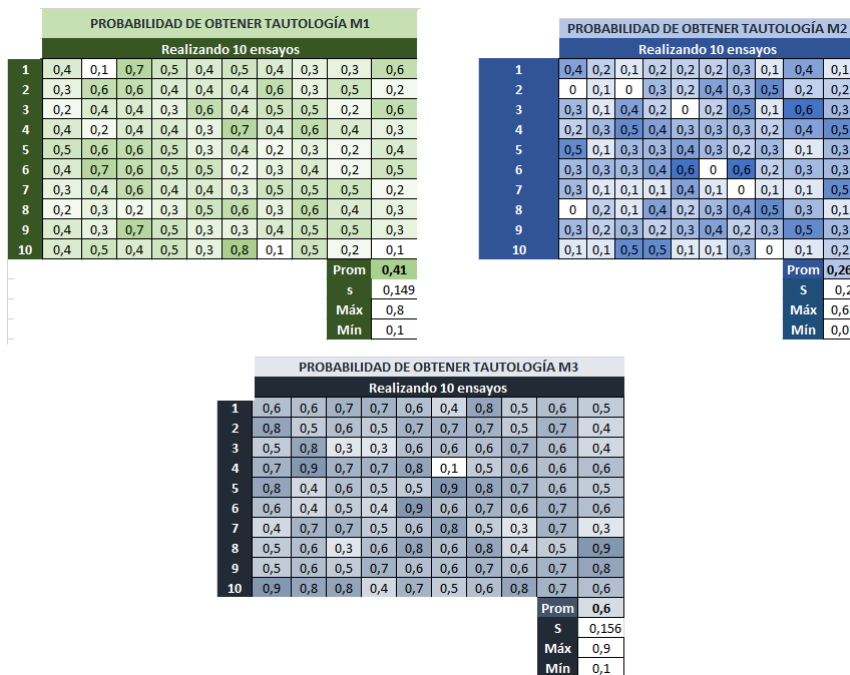 PROBABILIDAD DE OBTENER TAUTOLOGÍA M1
Realizando 10 ensayos
1 0,4 0,1 0,7 0,5 0,4 0,5 0,4 0,3 0,3 0,6
2 0,3 0,6 0,6 0,4 0,4 0,4 0,6 0,3 0,5 0,2
3 0,2 0,4 0,4 0,3 0,6 0,4 0,5 0,5 0,2 0,6
4 0,4 0,2 0,4 0,4 0,3 0,7 0,4 0,6 0,4 0,3
5 0,5 0,6 0,6 0,5 0,3 0,4 0,2 0,3 0,2 0,4
6 0,4 0,7 0,6 0,5 0,5 0,2 0,3 0,4 0,2 0,5
7 0,3 0,4 0,6 0,4 0,4 0,3 0,5 0,5 0,5 0,2
8 0,2 0,3 0,2 0,3 0,5 0,6 0,3 0,6 0,4 0,3
9 0,4 0,3 0,7 0,5 0,3 0,3 0,4 0,5 0,5 0,3
10 0,4 0,5 0,4 0,5 0,3 0,8 0,1 0,5 0,2 0,1
Prom 0,41
s 0,149
Máx 0,8
Mín 0,1
PROBABILIDAD DE OBTENER TAUTOLOGÍA M2
Realizando 10 ensayos
1 0,4 0,2 0,1 0,2 0,2 0,2 0,3 0,1 0,4 0,1
2 0 0,1 0 0,3 0,2 0,4 0,3 0,5 0,2 0,2
3 0,3 0,1 0,4 0,2 0 0,2 0,5 0,1 0,6 0,3
4 0,2 0,3 0,5 0,4 0,3 0,3 0,3 0,2 0,4 0,5
5 0,5 0,1 0,3 0,3 0,4 0,3 0,2 0,3 0,1 0,3
6 0,3 0,3 0,3 0,4 0,6 0 0,6 0,2 0,3 0,3
7 0,3 0,1 0,1 0,1 0,4 0,1 0 0,1 0,1 0,5
8 0 0,2 0,1 0,4 0,2 0,3 0,4 0,5 0,3 0,1
9 0,3 0,2 0,3 0,2 0,3 0,4 0,2 0,3 0,5 0,3
10 0,1 0,1 0,5 0,5 0,1 0,1 0,3 0 0,1 0,2
Prom 0,26
S 0,2
Máx 0,6
Mín 0,0
PROBABILIDAD DE OBTENER TAUTOLOGÍA M3
Realizando 10 ensayos
1 0,6 0,6 0,7 0,7 0,6 0,4 0,8 0,5 0,6 0,5
2 0,8 0,5 0,6 0,5 0,7 0,7 0,7 0,5 0,7 0,4
3 0,5 0,8 0,3 0,3 0,6 0,6 0,6 0,7 0,6 0,4
4 0,7 0,9 0,7 0,7 0,8 0,1 0,5 0,6 0,6 0,6
5 0,8 0,4 0,6 0,5 0,5 0,9 0,8 0,7 0,6 0,5
6 0,6 0,4 0,5 0,4 0,9 0,6 0,7 0,6 0,7 0,6
7 0,4 0,7 0,7 0,5 0,6 0,8 0,5 0,3 0,7 0,3
8 0,5 0,6 0,3 0,6 0,8 0,6 0,8 0,4 0,5 0,9
9 0,5 0,6 0,5 0,7 0,6 0,6 0,7 0,6 0,7 0,8
10 0,9 0,8 0,8 0,4 0,7 0,5 0,6 0,8 0,7 0,6
Prom 0,6
S 0,156
Máx 0,9
Mín 0,1